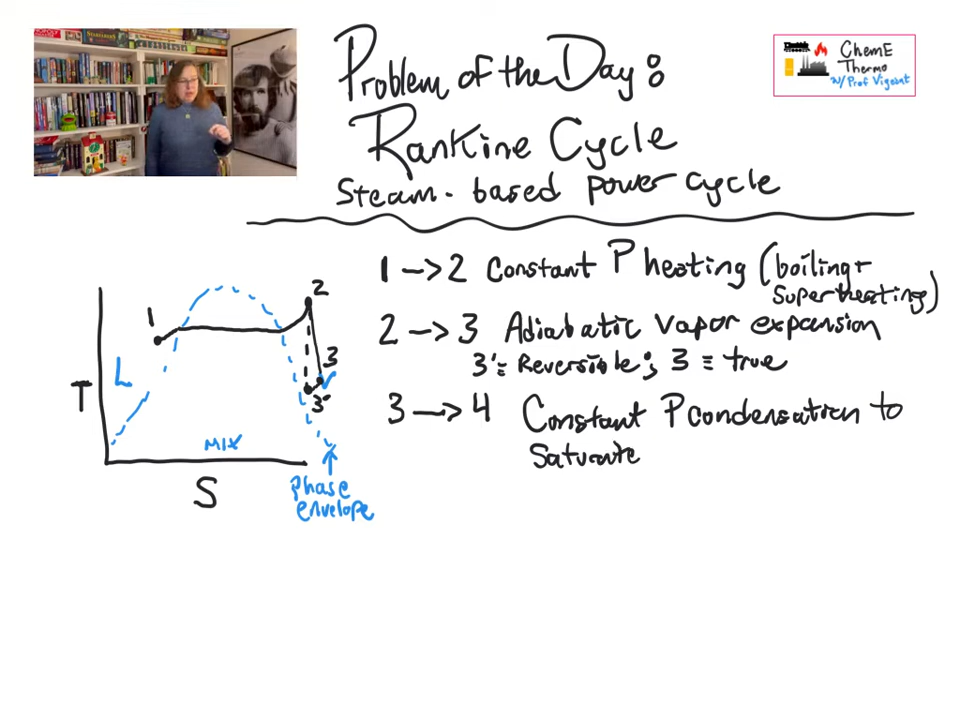 Problem of the Day:
Rankine Cycle
Steam-based power cycle
ChemE
Thermo
w/Prof Vigeant
1 -> 2 Constant P heating (boiling +
Superheating)
2 -> 3 Adiabatic vapor expansion
3' = Reversible; 3 ≡ true
3 -> 4 Constant P condensation to
Saturate
1
2
3
V
3'
L
T
MIX
S
phase
envelope